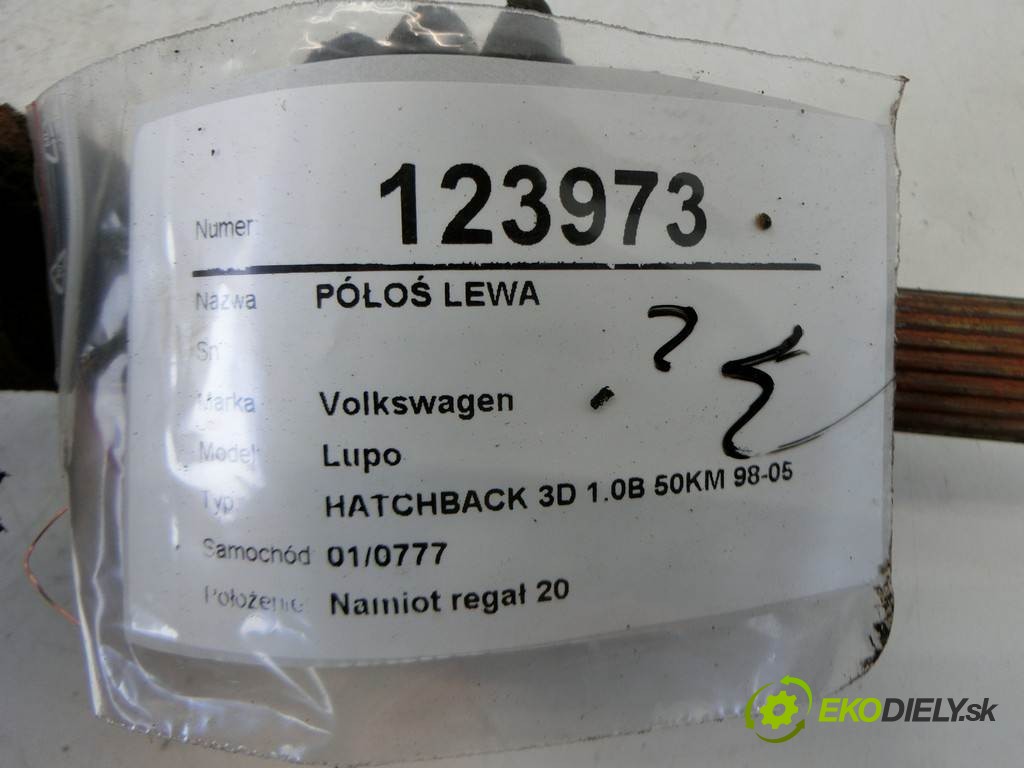 Numer: 123973
Nazwa PÓŁOŚ LEWA
Sn
Marka Volkswagen
Model: Lupo
Typ: HATCHBACK 3D 1.0B 50KM 98-05
Samochód 01/0777
Położenie Namiot regał 20
EKODIELY.sk